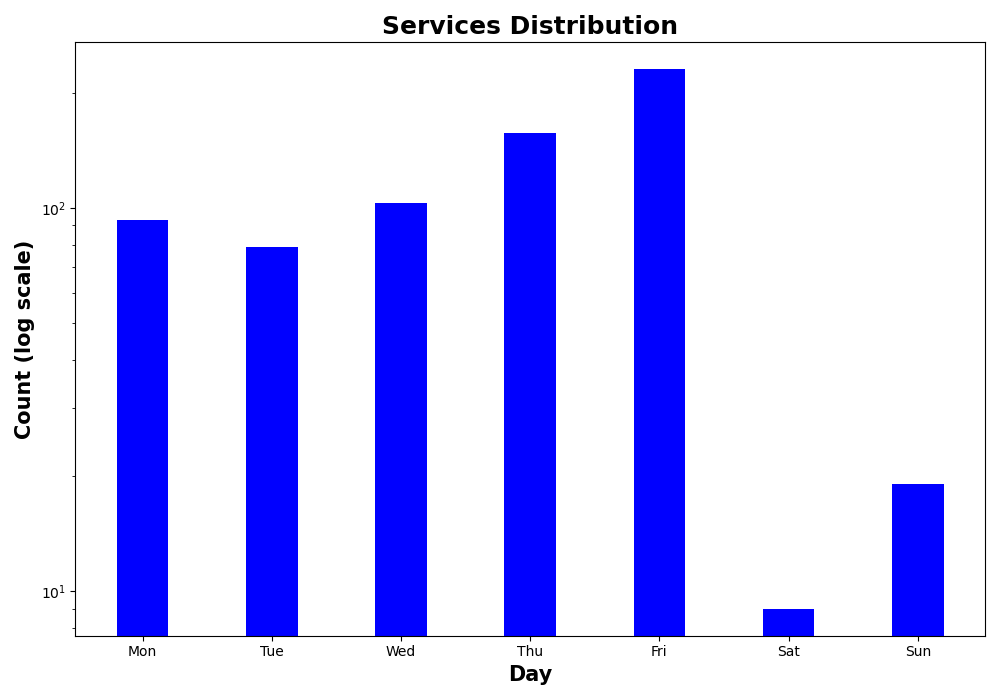 Services Distribution
Count (log scale)
10²
10¹
Mon Tue Wed Thu Fri Sat Sun
Day